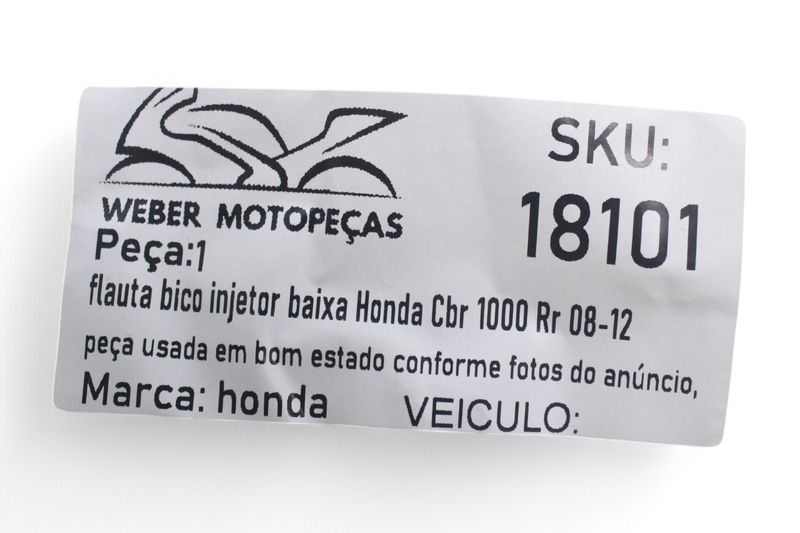 WEBER MOTOPEÇAS
SKU:
18101
Peça:1
flauta bico injetor baixa Honda Cbr 1000 Rr 08-12
peça usada em bom estado conforme fotos do anúncio,
Marca: honda VEICULO: